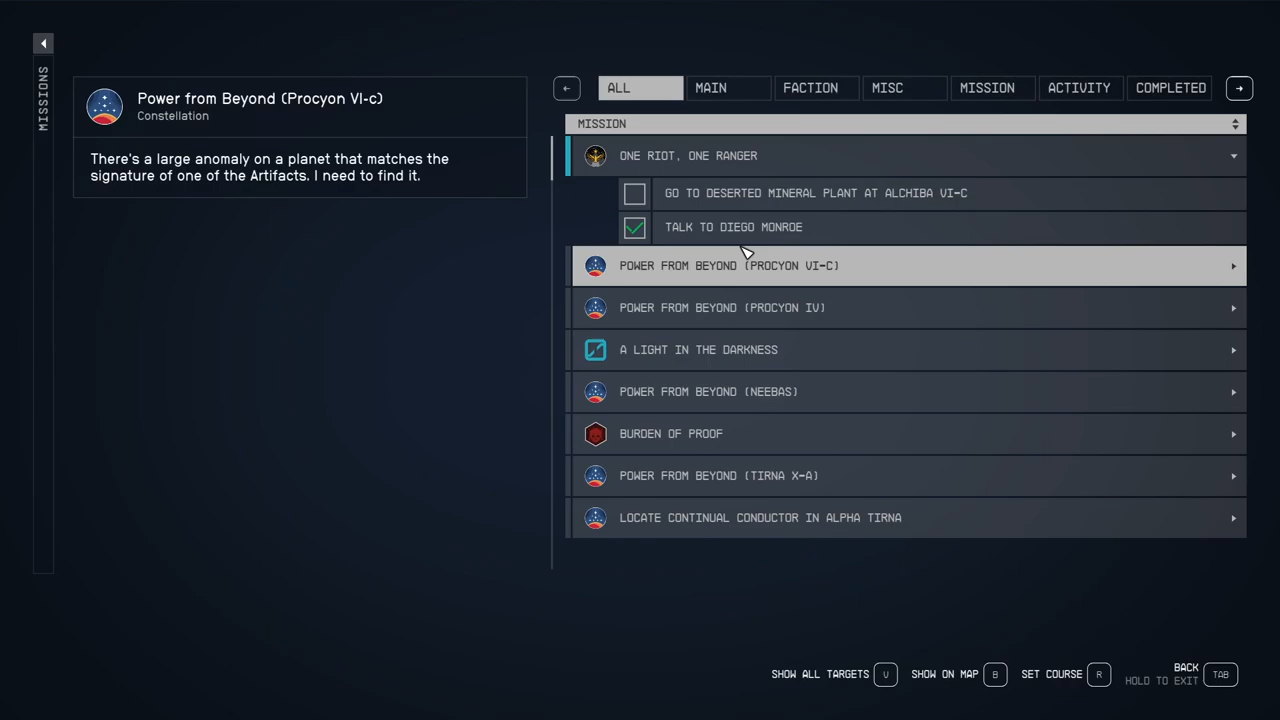 MISSIONS
Power from Beyond (Procyon VI-c)
Constellation
There's a large anomaly on a planet that matches the
signature of one of the Artifacts. I need to find it.
ALL
MAIN
FACTION
MISC
MISSION
ACTIVITY
COMPLETED
MISSION
ONE RIOT, ONE RANGER
GO TO DESERTED MINERAL PLANT AT ALCHIBA VI-C
TALK TO DIEGO MONROE
POWER FROM BEYOND (PROCYON VI-C)
POWER FROM BEYOND (PROCYON IV)
A LIGHT IN THE DARKNESS
POWER FROM BEYOND (NEEBAS)
BURDEN OF PROOF
POWER FROM BEYOND (TIRNA X-A)
LOCATE CONTINUAL CONDUCTOR IN ALPHA TIRNA
SHOW ALL TARGETS V
SHOW ON MAP B
SET COURSE R
BACK
HOLD TO EXIT TAB